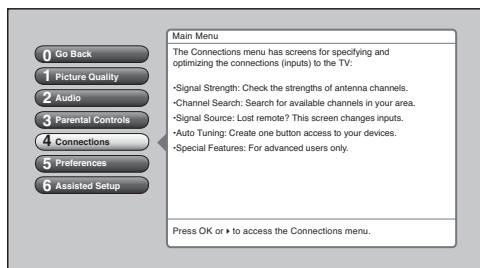 0 Go Back
1 Picture Quality
2 Audio
3 Parental Controls
4 Connections
5 Preferences
6 Assisted Setup
Main Menu
The Connections menu has screens for specifying and
optimizing the connections (inputs) to the TV:
•Signal Strength: Check the strengths of antenna channels.
•Channel Search: Search for available channels in your area.
•Signal Source: Lost remote? This screen changes inputs.
•Auto Tuning: Create one button access to your devices.
•Special Features: For advanced users only.
Press OK or ▸ to access the Connections menu.